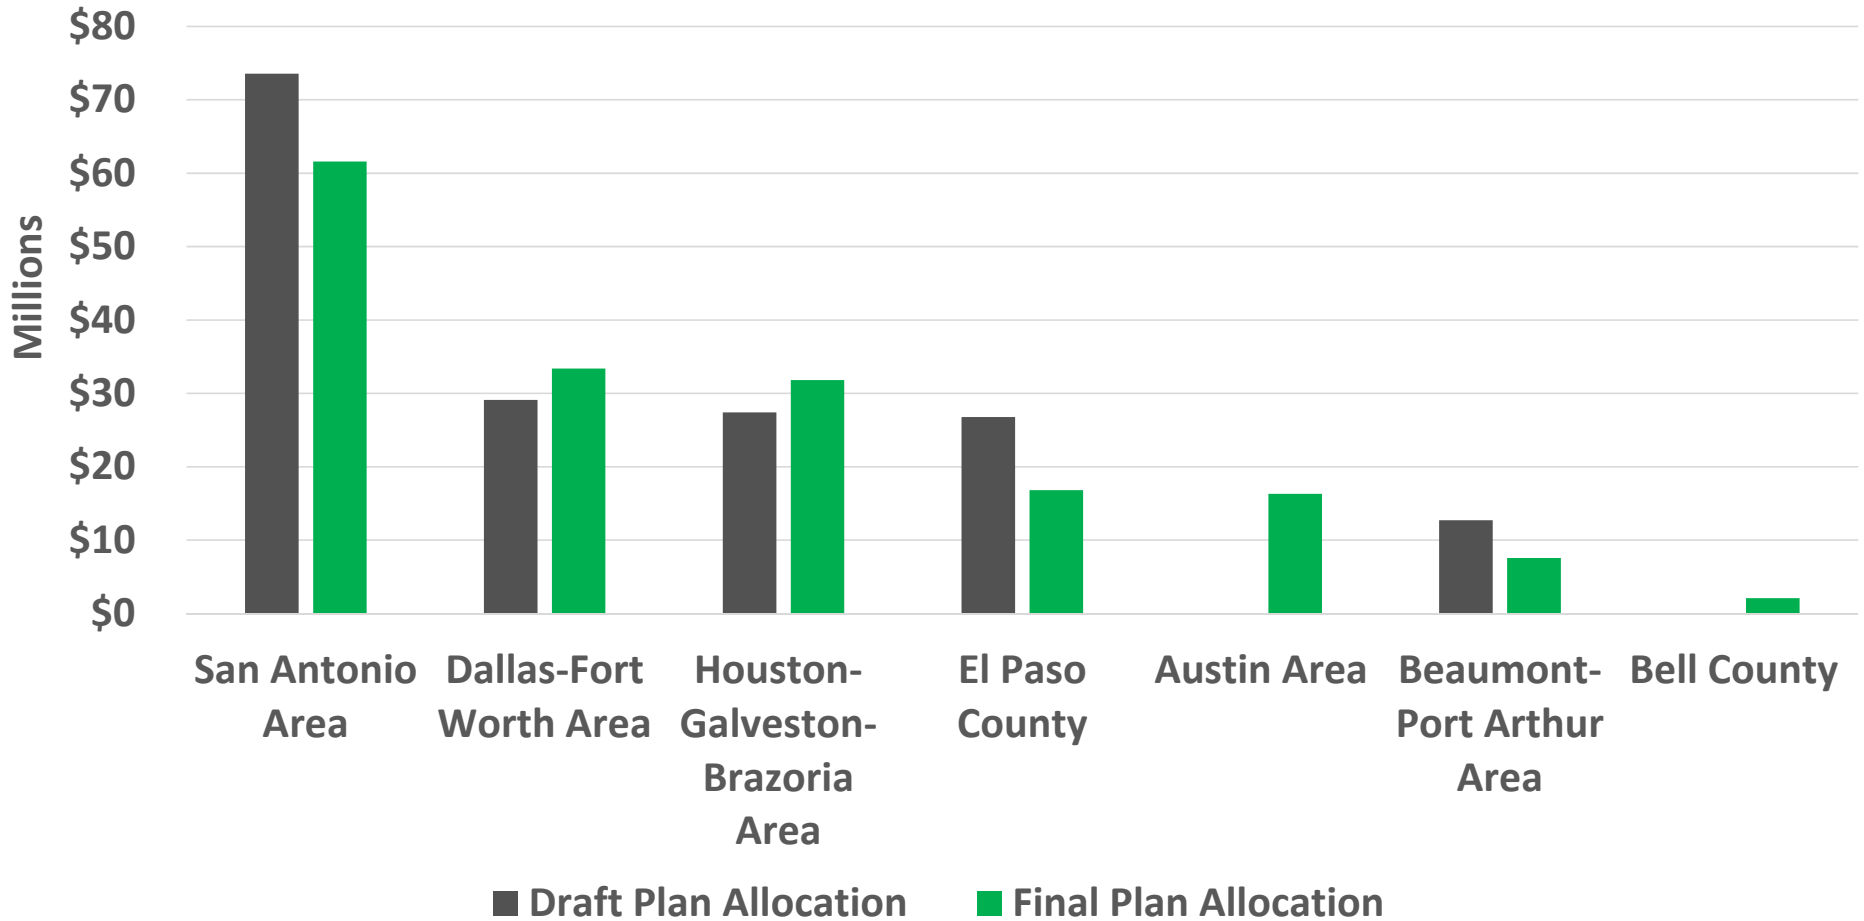 $80
$70
$60
$50
$40
$30
$20
$10
$0
Millions
San Antonio
Area
Dallas-Fort
Worth Area
Houston-
Galveston-
Brazoria
Area
El Paso
County
Austin Area
Beaumont-
Port Arthur
Area
Bell County
Draft Plan Allocation
Final Plan Allocation